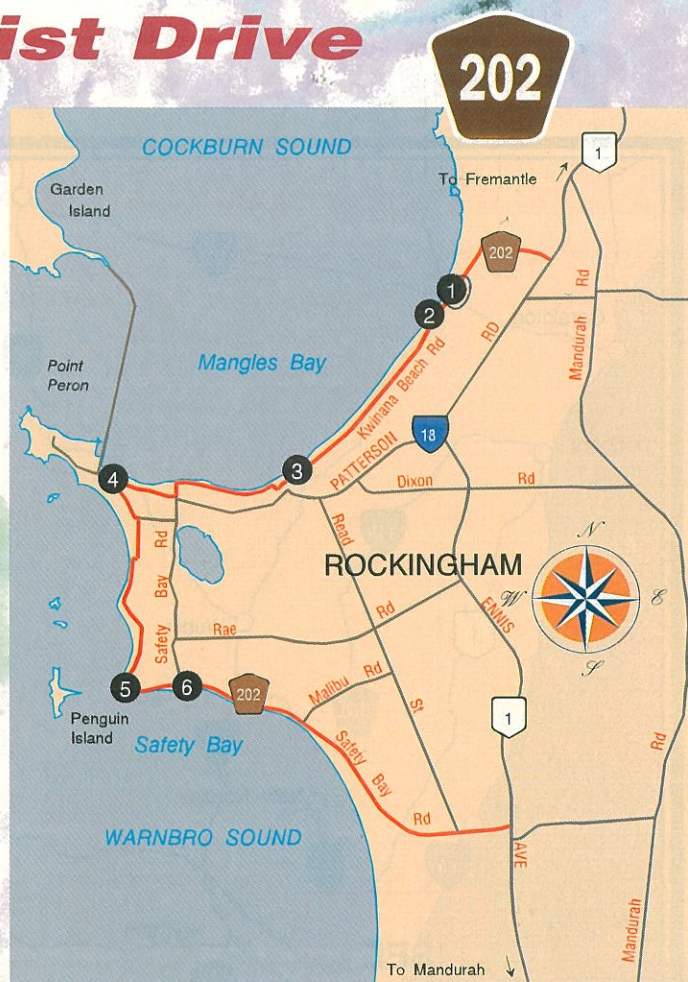 ist Drive
202
COCKBURN SOUND
Garden
Island
To Fremantle
1
202
1
2
Mangles Bay
Point
Peron
Kwinana Beach Rd
RD
PATTERSON
Mandurah
Rd
18
3
4
Dixon
Rd
Read
St
ROCKINGHAM
N
W
E
S
Safety
Bay
Rd
Rae
Rd
ENNIS
AVE
Malibu Rd
5
6
202
1
Penguin
Island
Safety Bay
Safety Bay
Rd
Rd
Mandurah
WARNBRO SOUND
To Mandurah